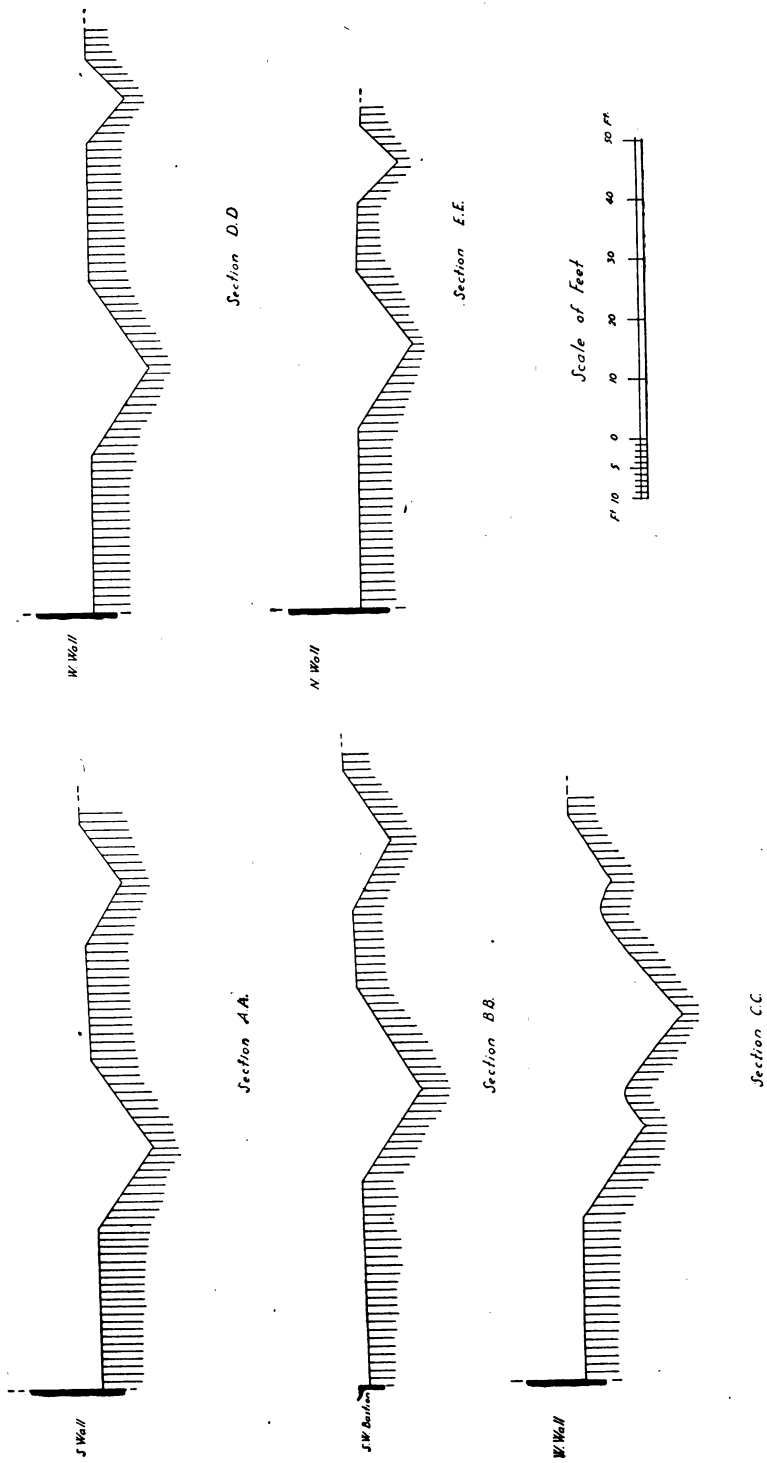 W. Wall
Section D.D
N Wall
Section E.E.
Scale of Feet
Ft 10 5 0 10 20 30 40 50 Ft.
S Wall
Section A.A.
S.W. Bastion
Section B.B.
W. Wall
Section C.C.